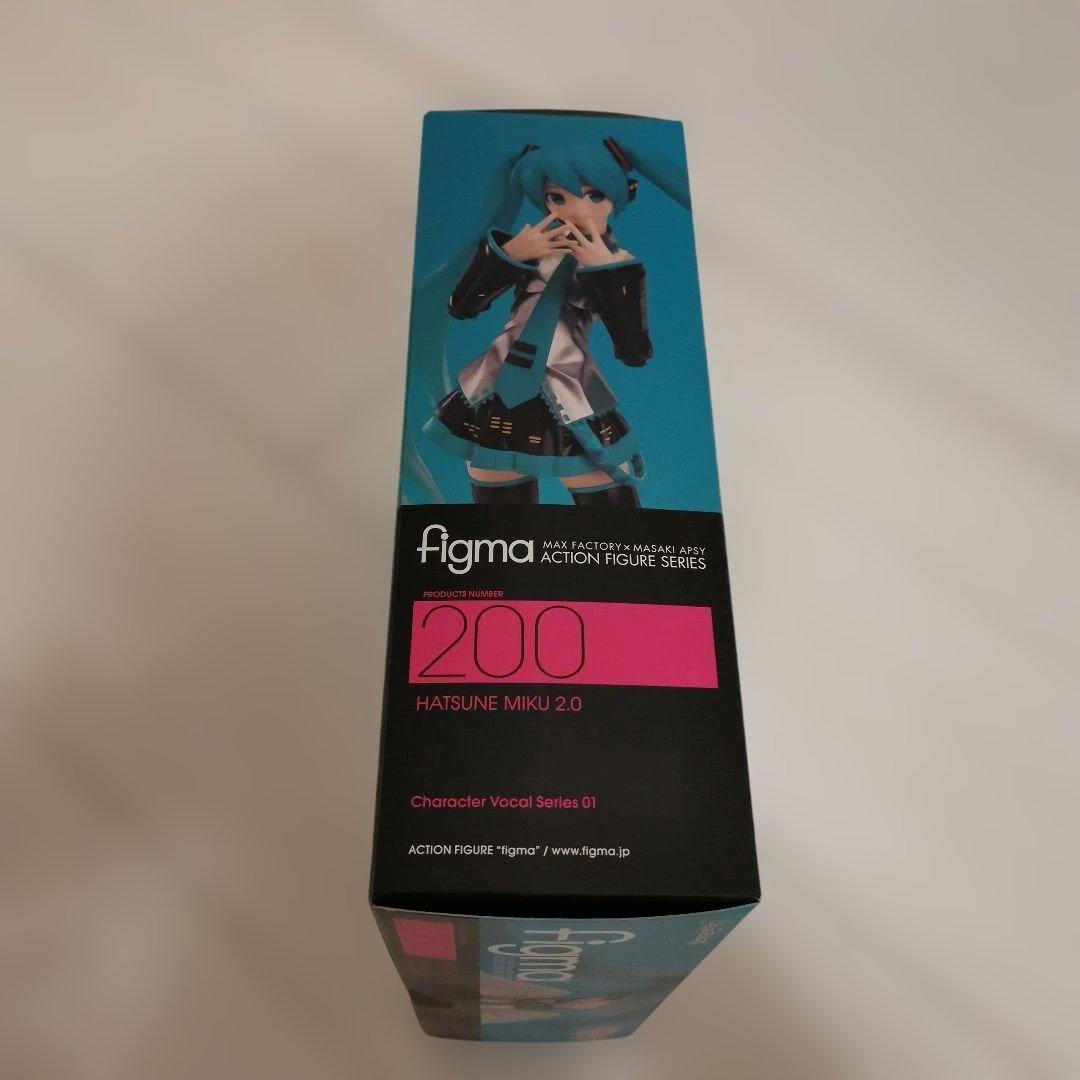 figma
MAX FACTORY × MASAKI APSY
ACTION FIGURE SERIES
PRODUCTS NUMBER
200
HATSUNE MIKU 2.0
Character Vocal Series 01
ACTION FIGURE "figma" / www.figma.jp
figma